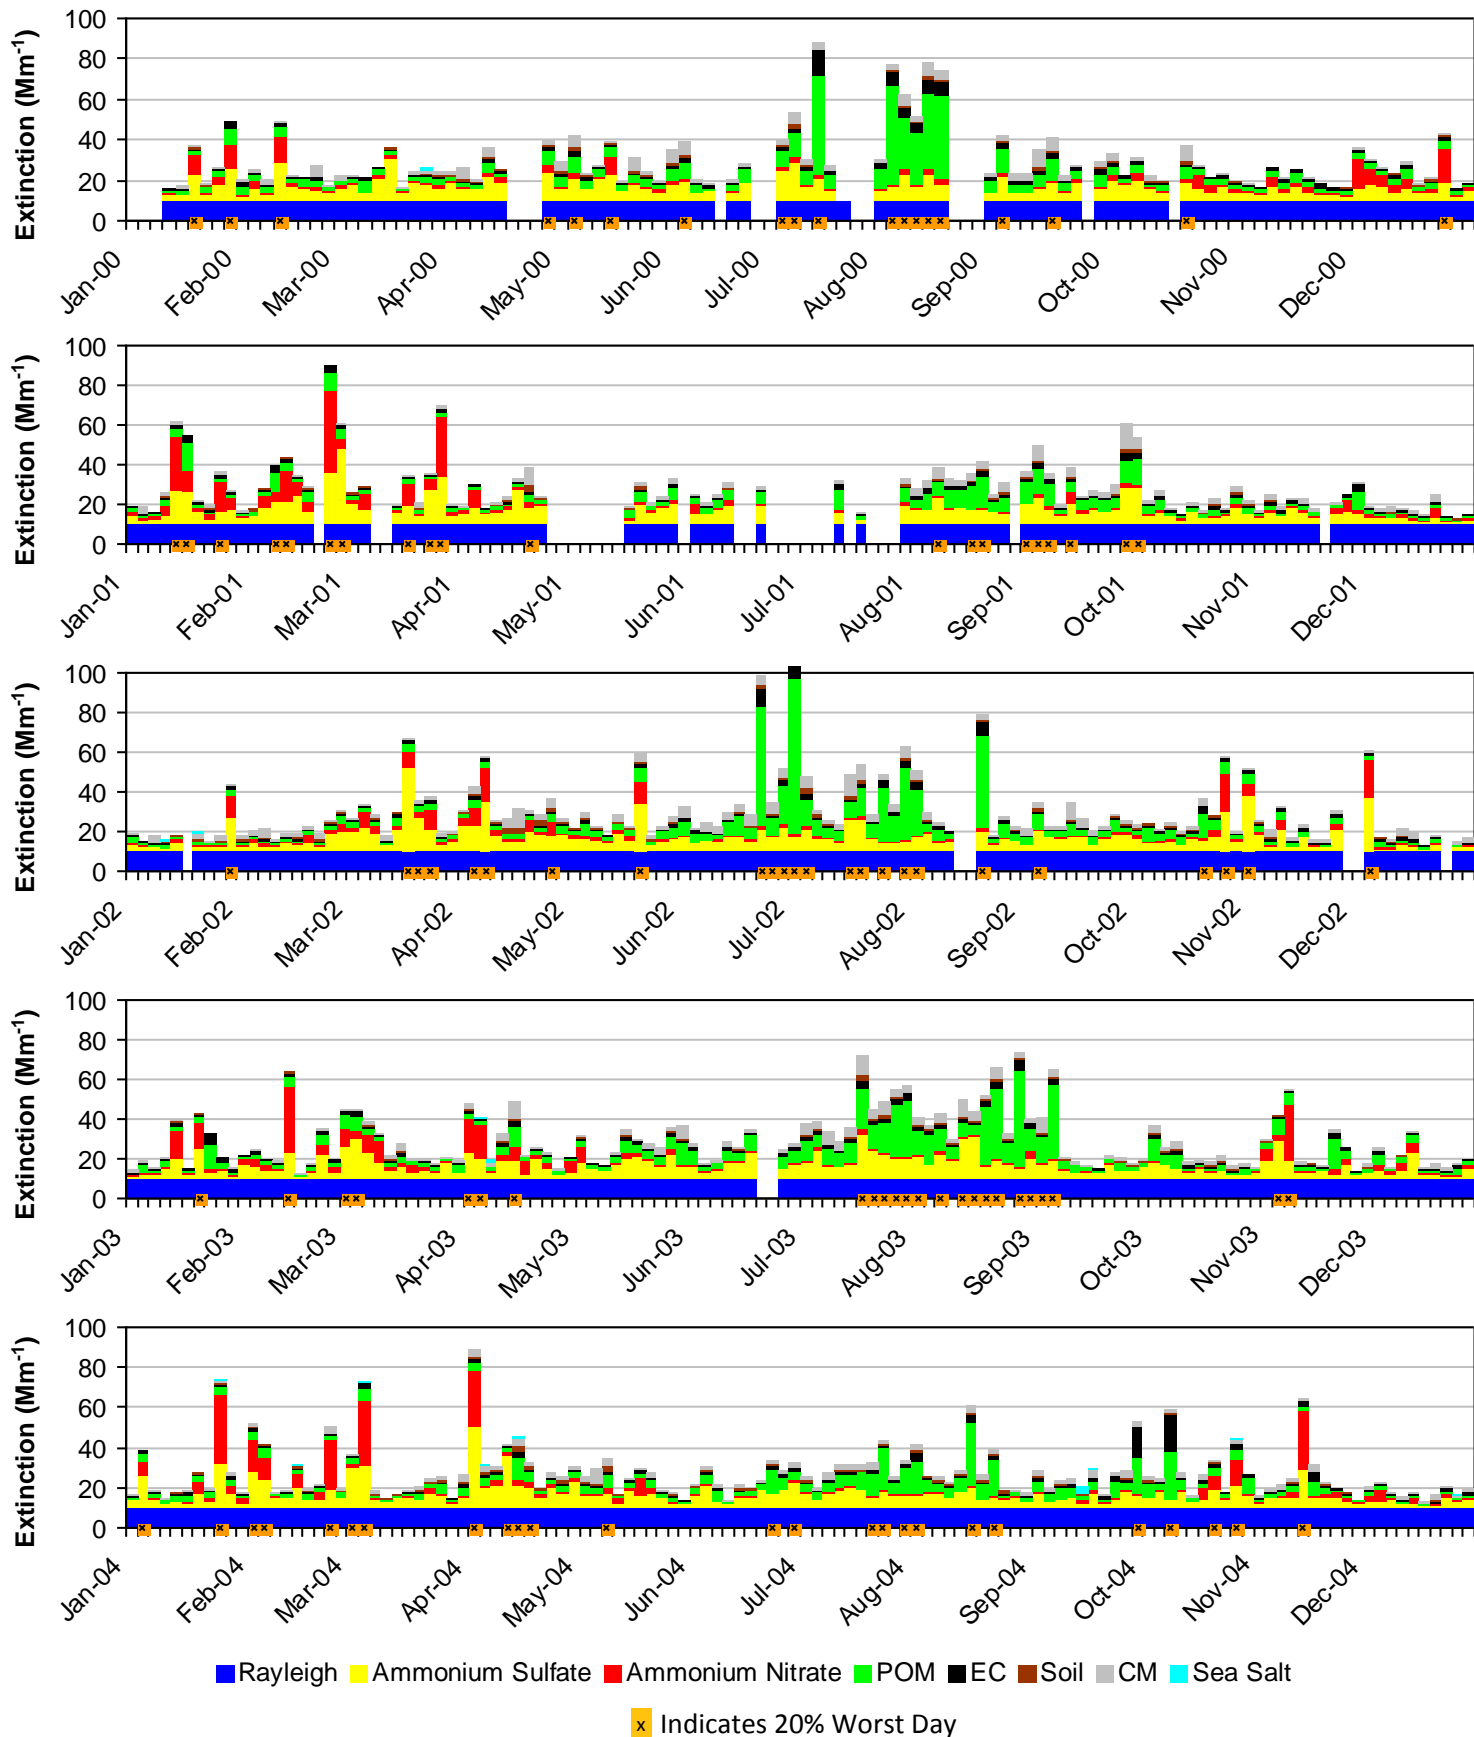 Extinction (Mm-1)
100
80
60
40
20
0
Jan-00
Feb-00
Mar-00
Apr-00
May-00
Jun-00
Jul-00
Aug-00
Sep-00
Oct-00
Nov-00
Dec-00
Extinction (Mm-1)
100
80
60
40
20
0
Jan-01
Feb-01
Mar-01
Apr-01
May-01
Jun-01
Jul-01
Aug-01
Sep-01
Oct-01
Nov-01
Dec-01
Extinction (Mm-1)
100
80
60
40
20
0
Jan-02
Feb-02
Mar-02
Apr-02
May-02
Jun-02
Jul-02
Aug-02
Sep-02
Oct-02
Nov-02
Dec-02
Extinction (Mm-1)
100
80
60
40
20
0
Jan-03
Feb-03
Mar-03
Apr-03
May-03
Jun-03
Jul-03
Aug-03
Sep-03
Oct-03
Nov-03
Dec-03
Extinction (Mm-1)
100
80
60
40
20
0
Jan-04
Feb-04
Mar-04
Apr-04
May-04
Jun-04
Jul-04
Aug-04
Sep-04
Oct-04
Nov-04
Dec-04
Rayleigh Ammonium Sulfate Ammonium Nitrate POM EC Soil CM Sea Salt
x Indicates 20% Worst Day